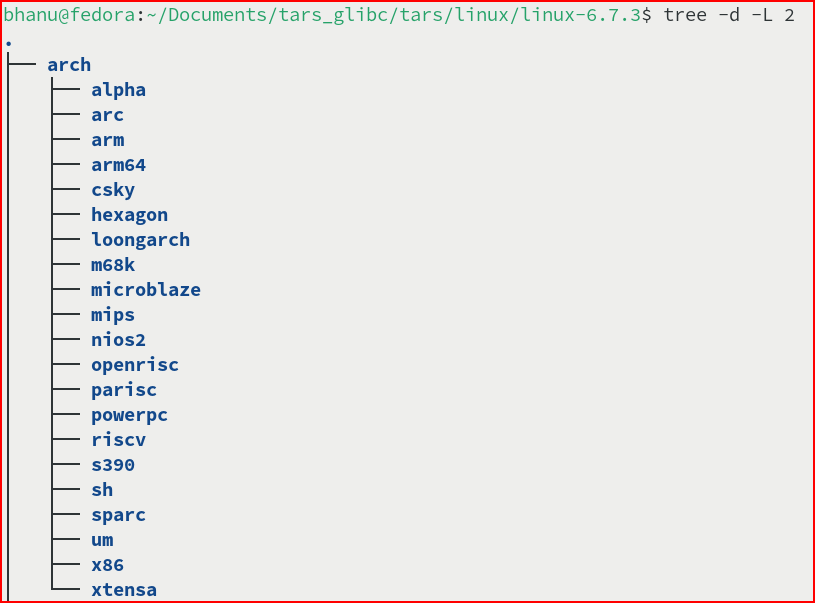 bhanu@fedora:~/Documents/tars_glibc/tars/linux/linux-6.7.3$ tree -d -L 2
.
├── arch
│   ├── alpha
│   ├── arc
│   ├── arm
│   ├── arm64
│   ├── csky
│   ├── hexagon
│   ├── loongarch
│   ├── m68k
│   ├── microblaze
│   ├── mips
│   ├── nios2
│   ├── openrisc
│   ├── parisc
│   ├── powerpc
│   ├── riscv
│   ├── s390
│   ├── sh
│   ├── sparc
│   ├── um
│   ├── x86
│   └── xtensa